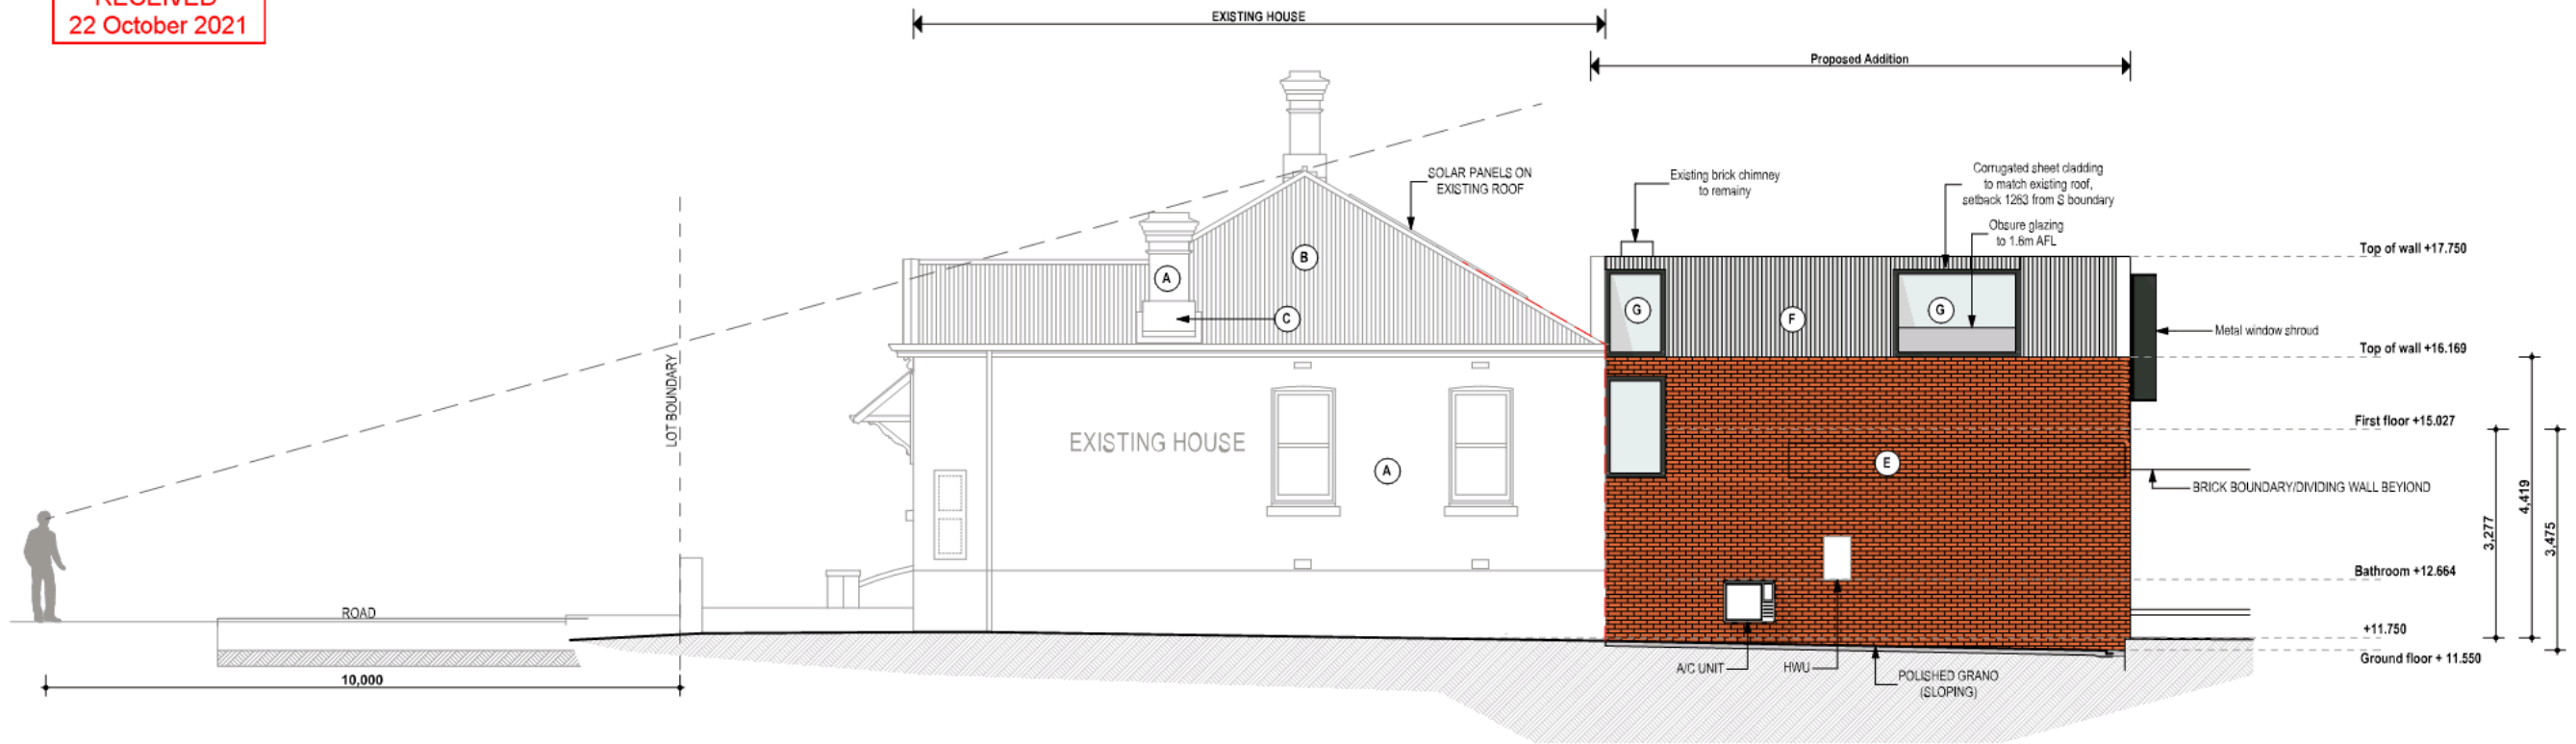 RECEIVED
22 October 2021
EXISTING HOUSE
Proposed Addition
SOLAR PANELS ON
EXISTING ROOF
Existing brick chimney
to remainy
Corrugated sheet cladding
to match existing roof,
setback 1263 from S boundary
Obsure glazing
to 1.6m AFL
Top of wall +17.750
A
B
C
G
F
G
Metal window shroud
Top of wall +16.169
LOT BOUNDARY
First floor +15.027
EXISTING HOUSE
A
E
BRICK BOUNDARY/DIVIDING WALL BEYIOND
3,277
4,419
3,475
Bathroom +12.664
ROAD
+11.750
Ground floor + 11.550
A/C UNIT
HWU
POLISHED GRANO
(SLOPING)
10,000